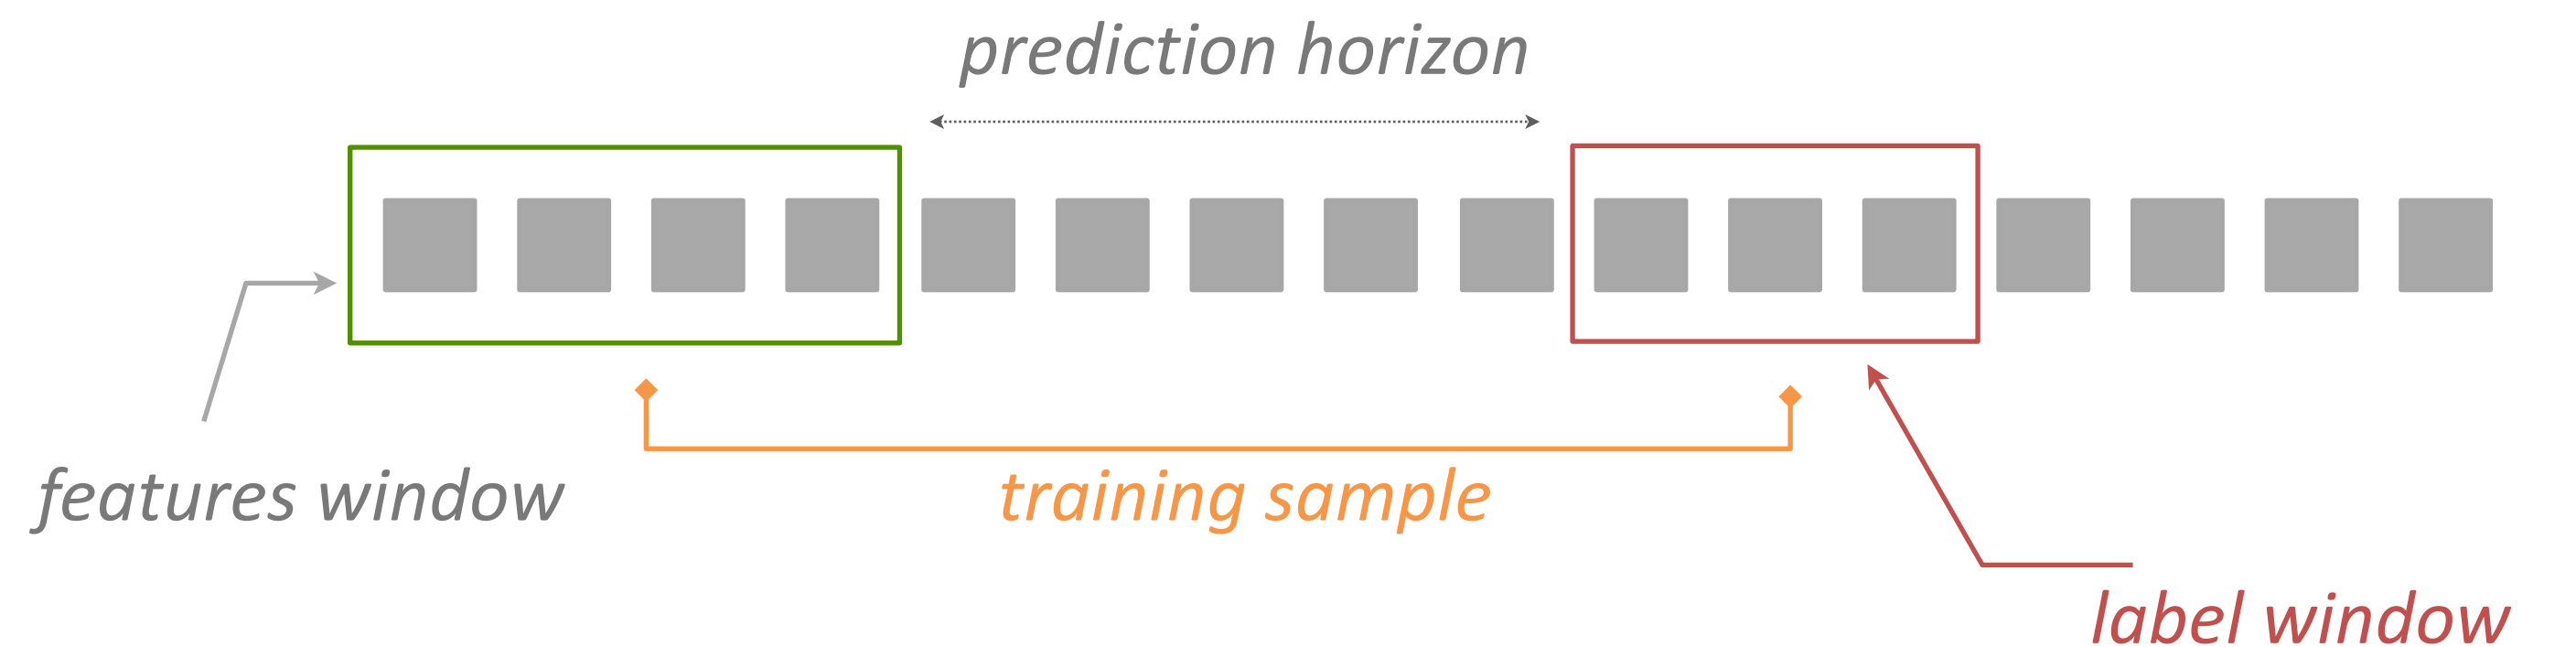 prediction horizon
features window
training sample
label window